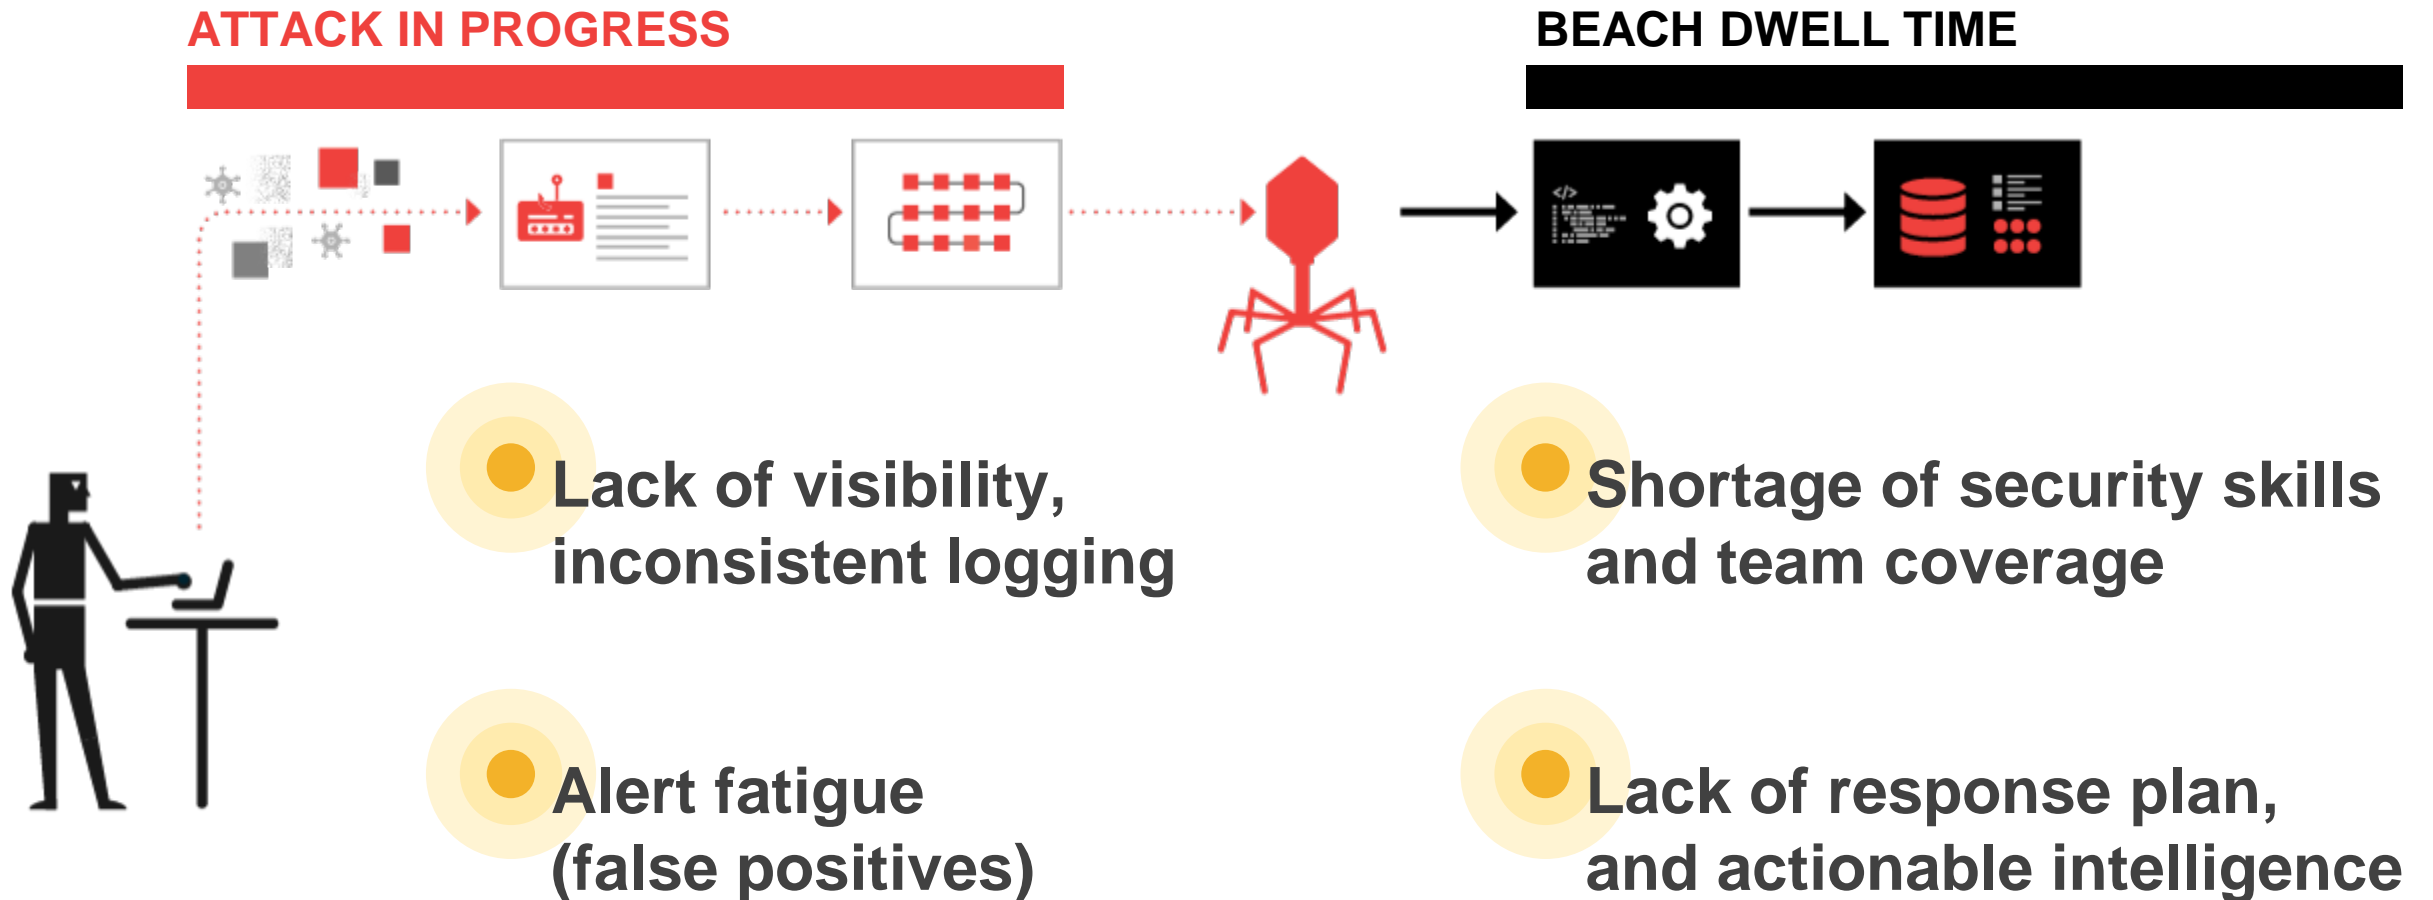 ATTACK IN PROGRESS
BEACH DWELL TIME
</>
Lack of visibility,
inconsistent logging
Shortage of security skills
and team coverage
Alert fatigue
(false positives)
Lack of response plan,
and actionable intelligence